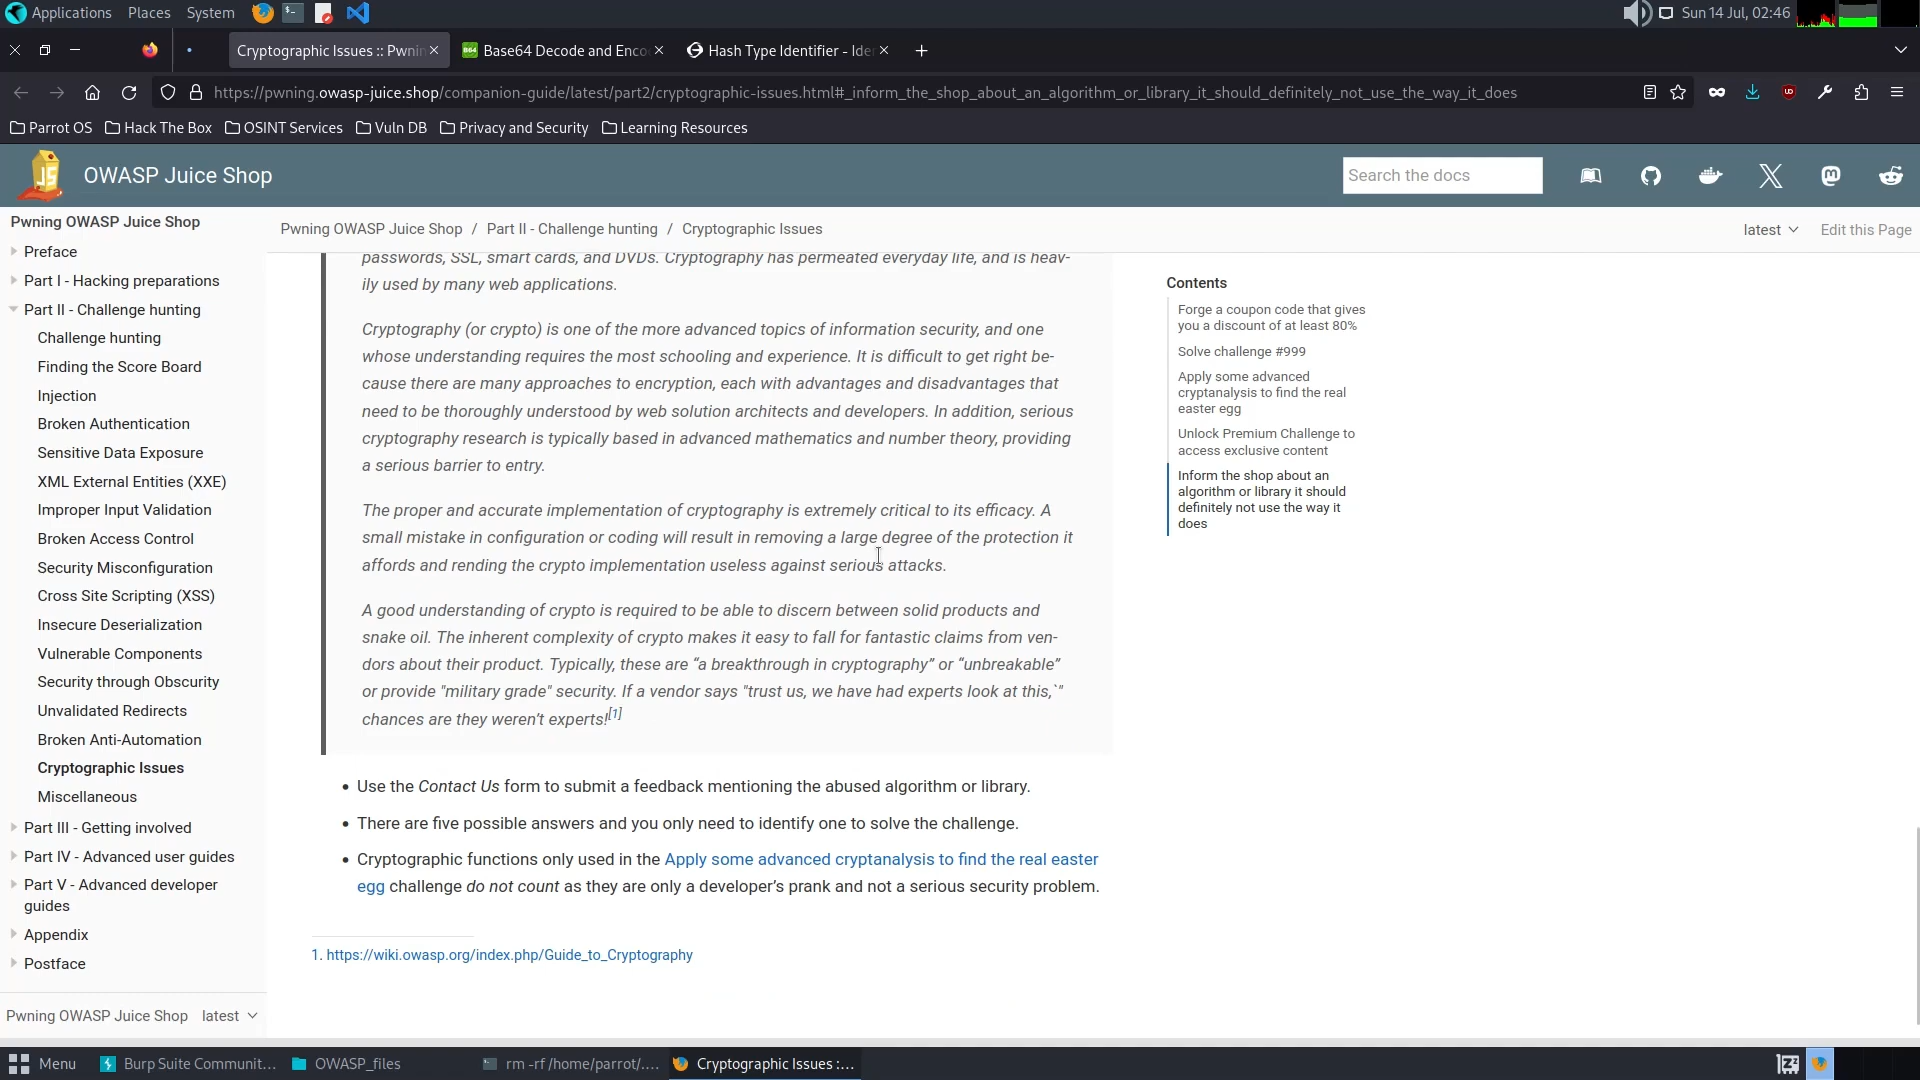 Applications Places System
Sun 14 Jul, 02:46
Cryptographic Issues :: Pwnin
Base64 Decode and Enco
Hash Type Identifier - Ide
https://pwning.owasp-juice.shop/companion-guide/latest/part2/cryptographic-issues.html#_inform_the_shop_about_an_algorithm_or_library_it_should_definitely_not_use_the_way_it_does
Parrot OS Hack The Box OSINT Services Vuln DB Privacy and Security Learning Resources
JS
OWASP Juice Shop
Search the docs
Pwning OWASP Juice Shop
Preface
Part I - Hacking preparations
Part II - Challenge hunting
Challenge hunting
Finding the Score Board
Injection
Broken Authentication
Sensitive Data Exposure
XML External Entities (XXE)
Improper Input Validation
Broken Access Control
Security Misconfiguration
Cross Site Scripting (XSS)
Insecure Deserialization
Vulnerable Components
Security through Obscurity
Unvalidated Redirects
Broken Anti-Automation
Cryptographic Issues
Miscellaneous
Part III - Getting involved
Part IV - Advanced user guides
Part V - Advanced developer
guides
Appendix
Postface
Pwning OWASP Juice Shop latest
Pwning OWASP Juice Shop / Part II - Challenge hunting / Cryptographic Issues
latest
Edit this Page
passwords, SSL, smart cards, and DVDs. Cryptography has permeated everyday life, and is heav-
ily used by many web applications.
Cryptography (or crypto) is one of the more advanced topics of information security, and one
whose understanding requires the most schooling and experience. It is difficult to get right be-
cause there are many approaches to encryption, each with advantages and disadvantages that
need to be thoroughly understood by web solution architects and developers. In addition, serious
cryptography research is typically based in advanced mathematics and number theory, providing
a serious barrier to entry.
The proper and accurate implementation of cryptography is extremely critical to its efficacy. A
small mistake in configuration or coding will result in removing a large degree of the protection it
affords and rending the crypto implementation useless against serious attacks.
A good understanding of crypto is required to be able to discern between solid products and
snake oil. The inherent complexity of crypto makes it easy to fall for fantastic claims from ven-
dors about their product. Typically, these are “a breakthrough in cryptography” or “unbreakable”
or provide "military grade" security. If a vendor says "trust us, we have had experts look at this,`"
chances are they weren’t experts![1]
• Use the Contact Us form to submit a feedback mentioning the abused algorithm or library.
• There are five possible answers and you only need to identify one to solve the challenge.
• Cryptographic functions only used in the Apply some advanced cryptanalysis to find the real easter
egg challenge do not count as they are only a developer’s prank and not a serious security problem.
1. https://wiki.owasp.org/index.php/Guide_to_Cryptography
Contents
Forge a coupon code that gives
you a discount of at least 80%
Solve challenge #999
Apply some advanced
cryptanalysis to find the real
easter egg
Unlock Premium Challenge to
access exclusive content
Inform the shop about an
algorithm or library it should
definitely not use the way it
does
Menu
Burp Suite Communit...
OWASP_files
rm -rf /home/parrot/....
Cryptographic Issues :...